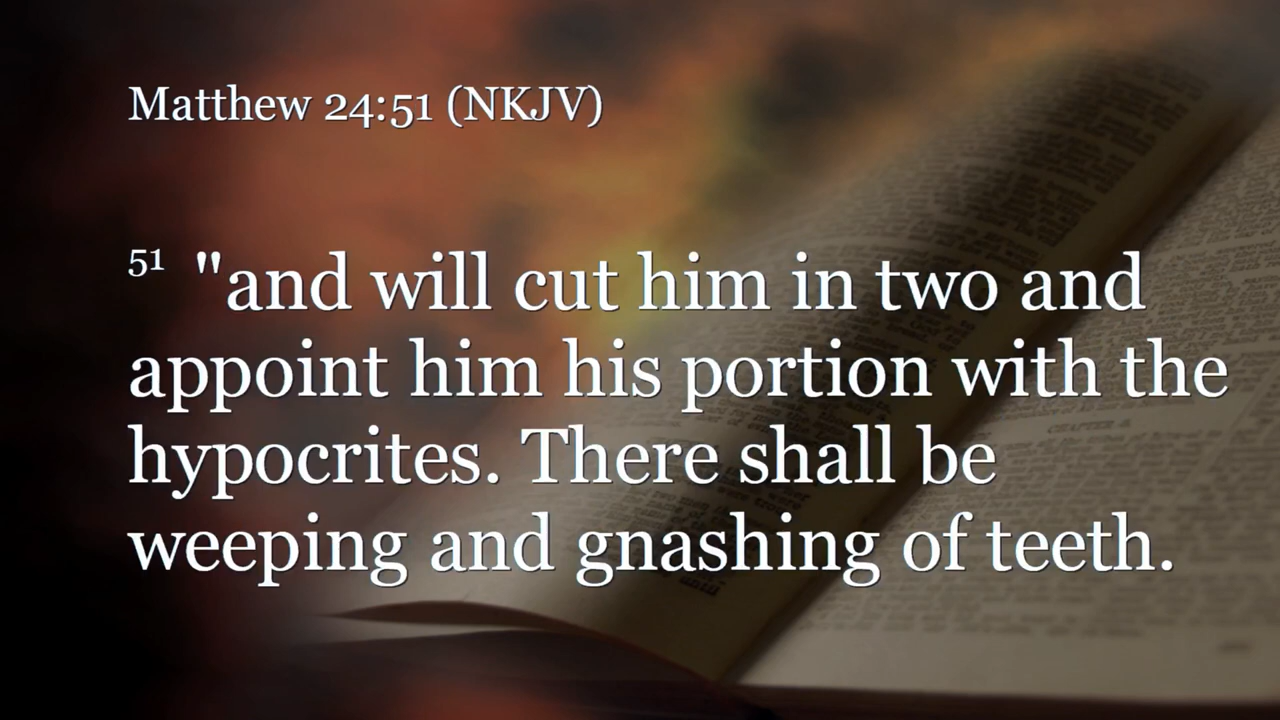 Matthew 24:51 (NKJV)
51 "and will cut him in two and
appoint him his portion with the
hypocrites. There shall be
weeping and gnashing of teeth.